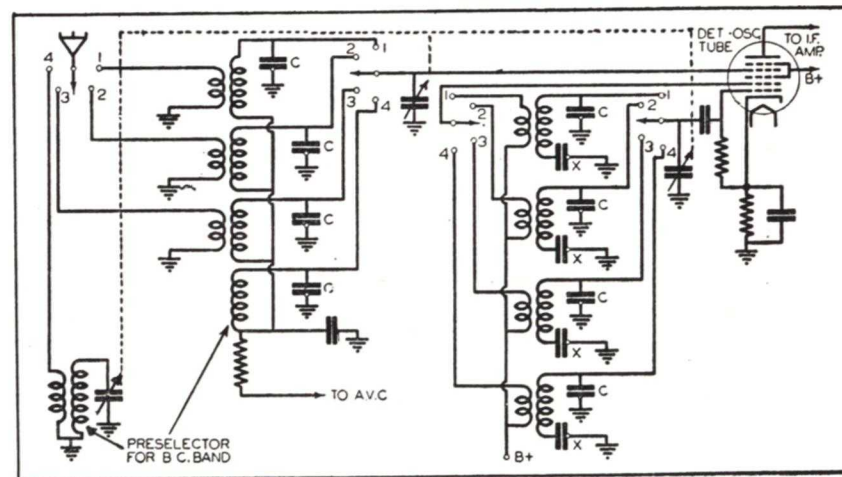 DET.-OSC.
TUBE
TO I.F.
AMP.
B+
4 1
3 2
C
2 1
3
4
C
C
C
TO A.V.C
PRESELECTOR
FOR B C. BAND
1
2
3
4
1
2
3
4
C
X
C
X
C
X
C
X
B+